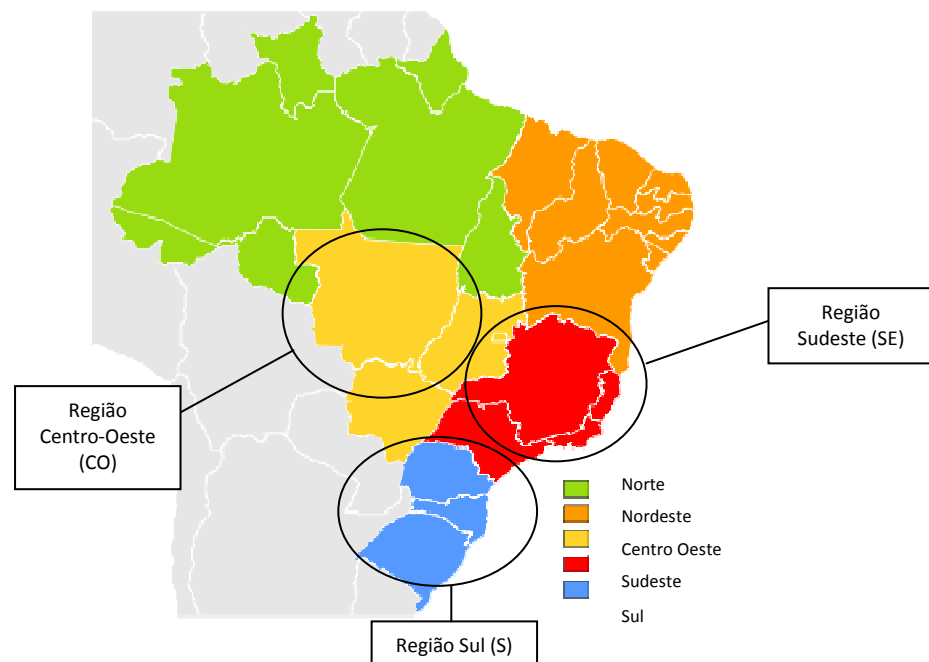 Região
Sudeste (SE)
Região
Centro-Oeste
(CO)
Norte
Nordeste
Centro Oeste
Sudeste
Sul
Região Sul (S)